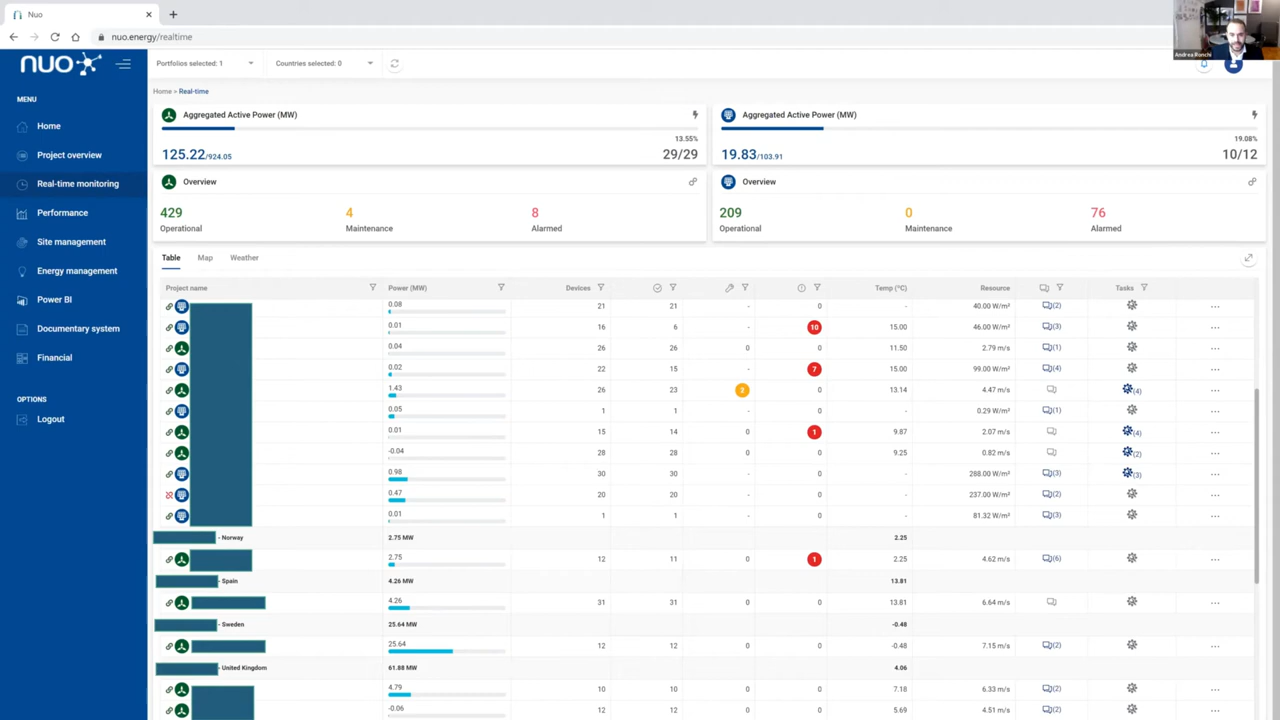 Nuo
nuo.energy/realtime
Andrea Ronchi
nuo
Portfolios selected: 1
Countries selected: 0
MENU
Home
Project overview
Real-time monitoring
Performance
Site management
Energy management
Power BI
Documentary system
Financial
OPTIONS
Logout
Home > Real-time
Aggregated Active Power (MW)
13.55%
125.22/924.05 29/29
Aggregated Active Power (MW)
19.08%
19.83/103.91 10/12
Overview
429 4 8
Operational Maintenance Alarmed
Overview
209 0 76
Operational Maintenance Alarmed
Table Map Weather
Project name Power (MW) Devices Temp (ºC) Resource Tasks
0.08 21 21 - 0 - 40.00 W/m² (2)
0.01 16 6 - 10 15.00 46.00 W/m² (3)
0.04 26 26 0 0 11.50 2.79 m/s (1)
0.02 22 15 - 7 15.00 99.00 W/m² (4)
1.43 26 23 2 0 13.14 4.47 m/s (4)
0.05 1 1 - 0 - 0.29 W/m² (1)
0.01 15 14 0 1 9.87 2.07 m/s (4)
-0.04 28 28 0 0 9.25 0.82 m/s (2)
0.98 30 30 - 0 - 288.00 W/m² (3) (3)
0.47 20 20 - 0 - 237.00 W/m² (2)
0.01 1 1 - 0 - 81.32 W/m² (3)
- Norway 2.75 MW 2.25
2.75 12 11 0 1 2.25 4.62 m/s (6)
- Spain 4.26 MW 13.81
4.26 31 31 0 0 13.81 6.64 m/s
- Sweden 25.64 MW -0.48
25.64 12 12 0 0 -0.48 7.15 m/s (2)
- United Kingdom 61.88 MW 4.06
4.79 10 10 0 0 7.18 6.33 m/s (2)
-0.06 12 12 0 0 5.69 4.51 m/s (2)